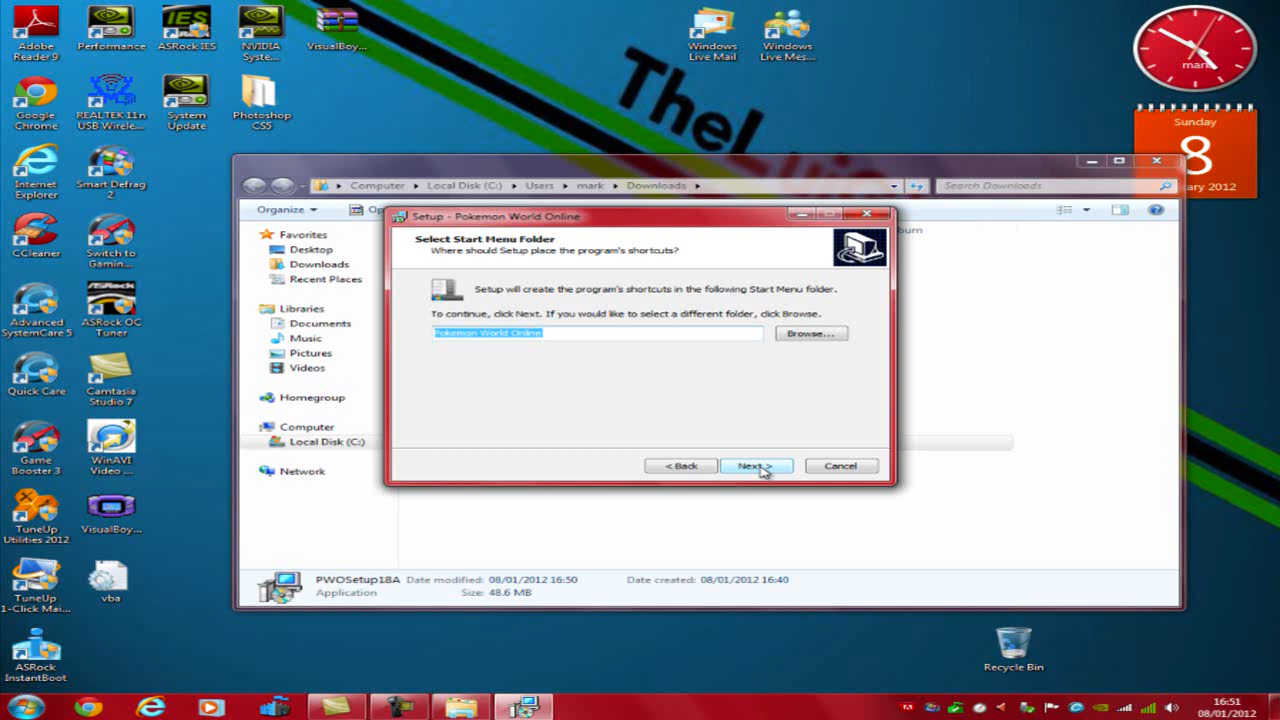 Adobe
Reader 9
Performance
ASRock IES
NVIDIA
Syste...
VisualBoy...
Windows
Live Mail
Windows
Live Mes...
Google
Chrome
REALTEK 11n
USB Wirele...
System
Update
Photoshop
CS5
Internet
Explorer
Smart Defrag
2
CCleaner
Switch to
Gamin...
Advanced
SystemCare 5
ASRock OC
Tuner
Quick Care
Camtasia
Studio 7
Game
Booster 3
WinAVI
Video ...
TuneUp
Utilities 2012
VisualBoy...
TuneUp
1-Click Mai...
vba
ASRock
InstantBoot
TheL
mark
Sunday
8
uary 2012
Computer
Local Disk (C:)
Users
mark
Downloads
Search Downloads
Organize
Op
bum
Favorites
Desktop
Downloads
Recent Places
Libraries
Documents
Music
Pictures
Videos
Homegroup
Computer
Local Disk (C:)
Network
Setup - Pokemon World Online
Select Start Menu Folder
Where should Setup place the program's shortcuts?
Setup will create the program's shortcuts in the following Start Menu folder.
To continue, click Next. If you would like to select a different folder, click Browse.
Pokemon World Online
Browse...
< Back
Next >
Cancel
PWOSetup18A Date modified: 08/01/2012 16:50 Date created: 08/01/2012 16:40
Application Size: 48.6 MB
Recycle Bin
16:51
08/01/2012